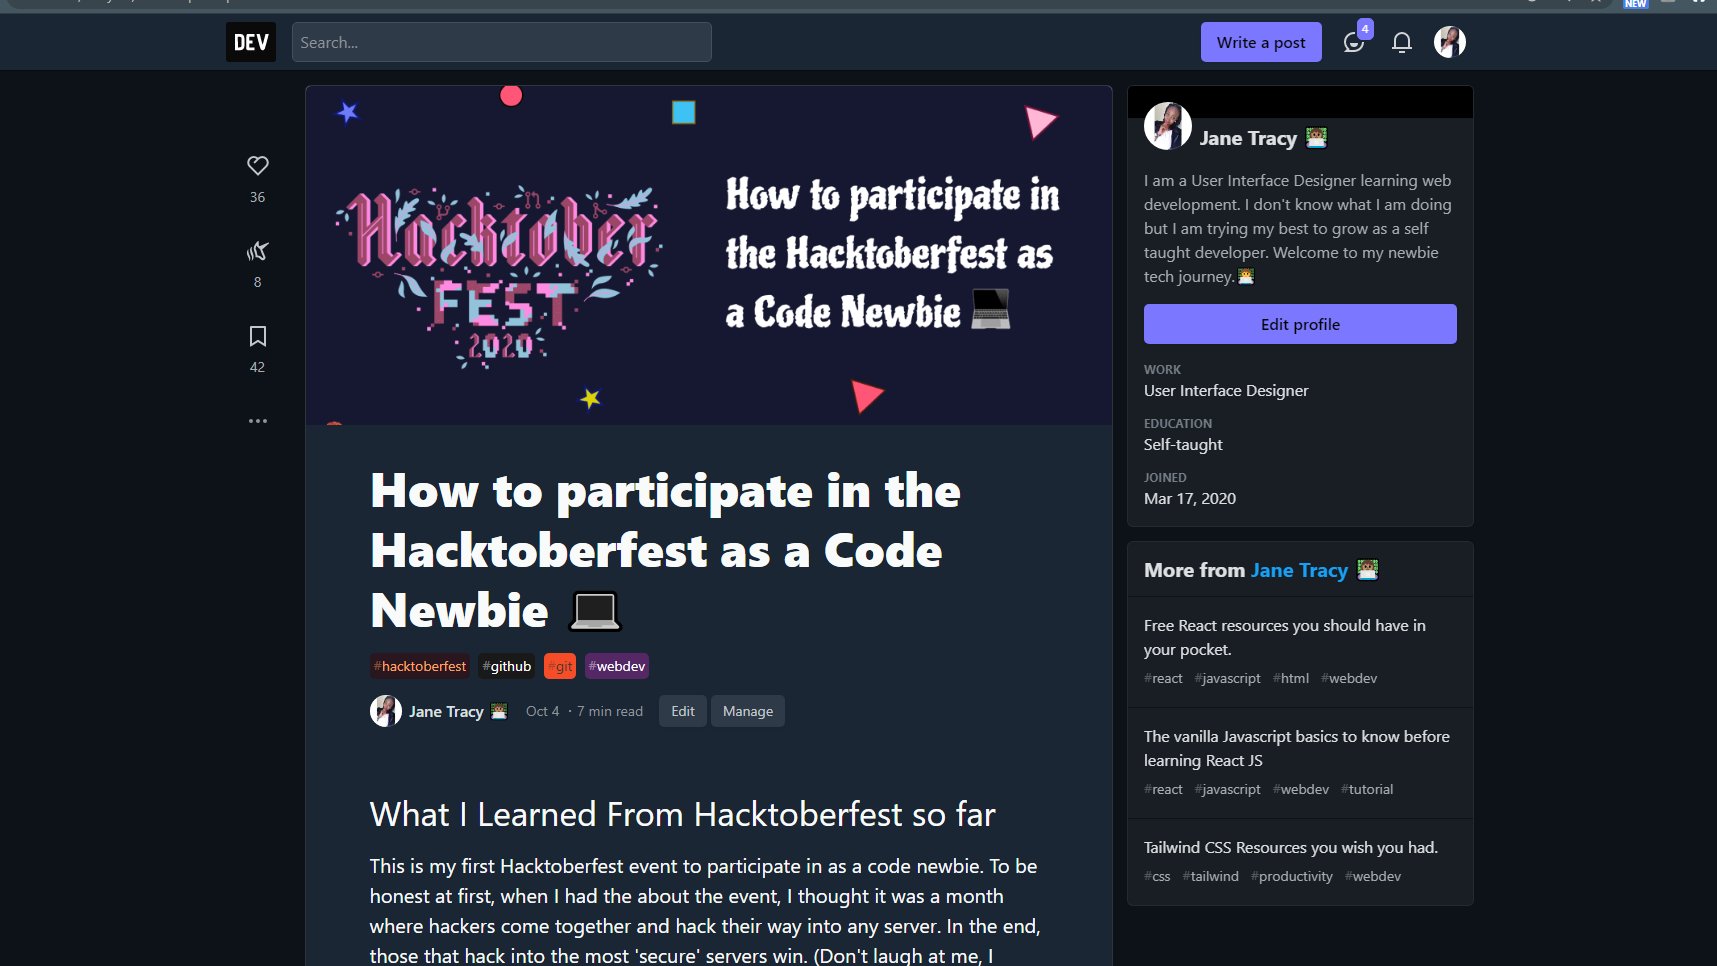 NEW
DEV
Search...
Write a post
4
36
8
42
Hacktober
FEST
2020
How to participate in
the Hacktoberfest as
a Code Newbie 💻
How to participate in the
Hacktoberfest as a Code
Newbie 💻
#hacktoberfest #github #git #webdev
Jane Tracy 👩🏽‍💻 Oct 4 ・7 min read Edit Manage
What I Learned From Hacktoberfest so far
This is my first Hacktoberfest event to participate in as a code newbie. To be
honest at first, when I had the about the event, I thought it was a month
where hackers come together and hack their way into any server. In the end,
those that hack into the most 'secure' servers win. (Don't laugh at me, I
Jane Tracy 👩🏽‍💻
I am a User Interface Designer learning web
development. I don't know what I am doing
but I am trying my best to grow as a self
taught developer. Welcome to my newbie
tech journey.👩‍💻
Edit profile
WORK
User Interface Designer
EDUCATION
Self-taught
JOINED
Mar 17, 2020
More from Jane Tracy 👩🏽‍💻
Free React resources you should have in
your pocket.
#react #javascript #html #webdev
The vanilla Javascript basics to know before
learning React JS
#react #javascript #webdev #tutorial
Tailwind CSS Resources you wish you had.
#css #tailwind #productivity #webdev